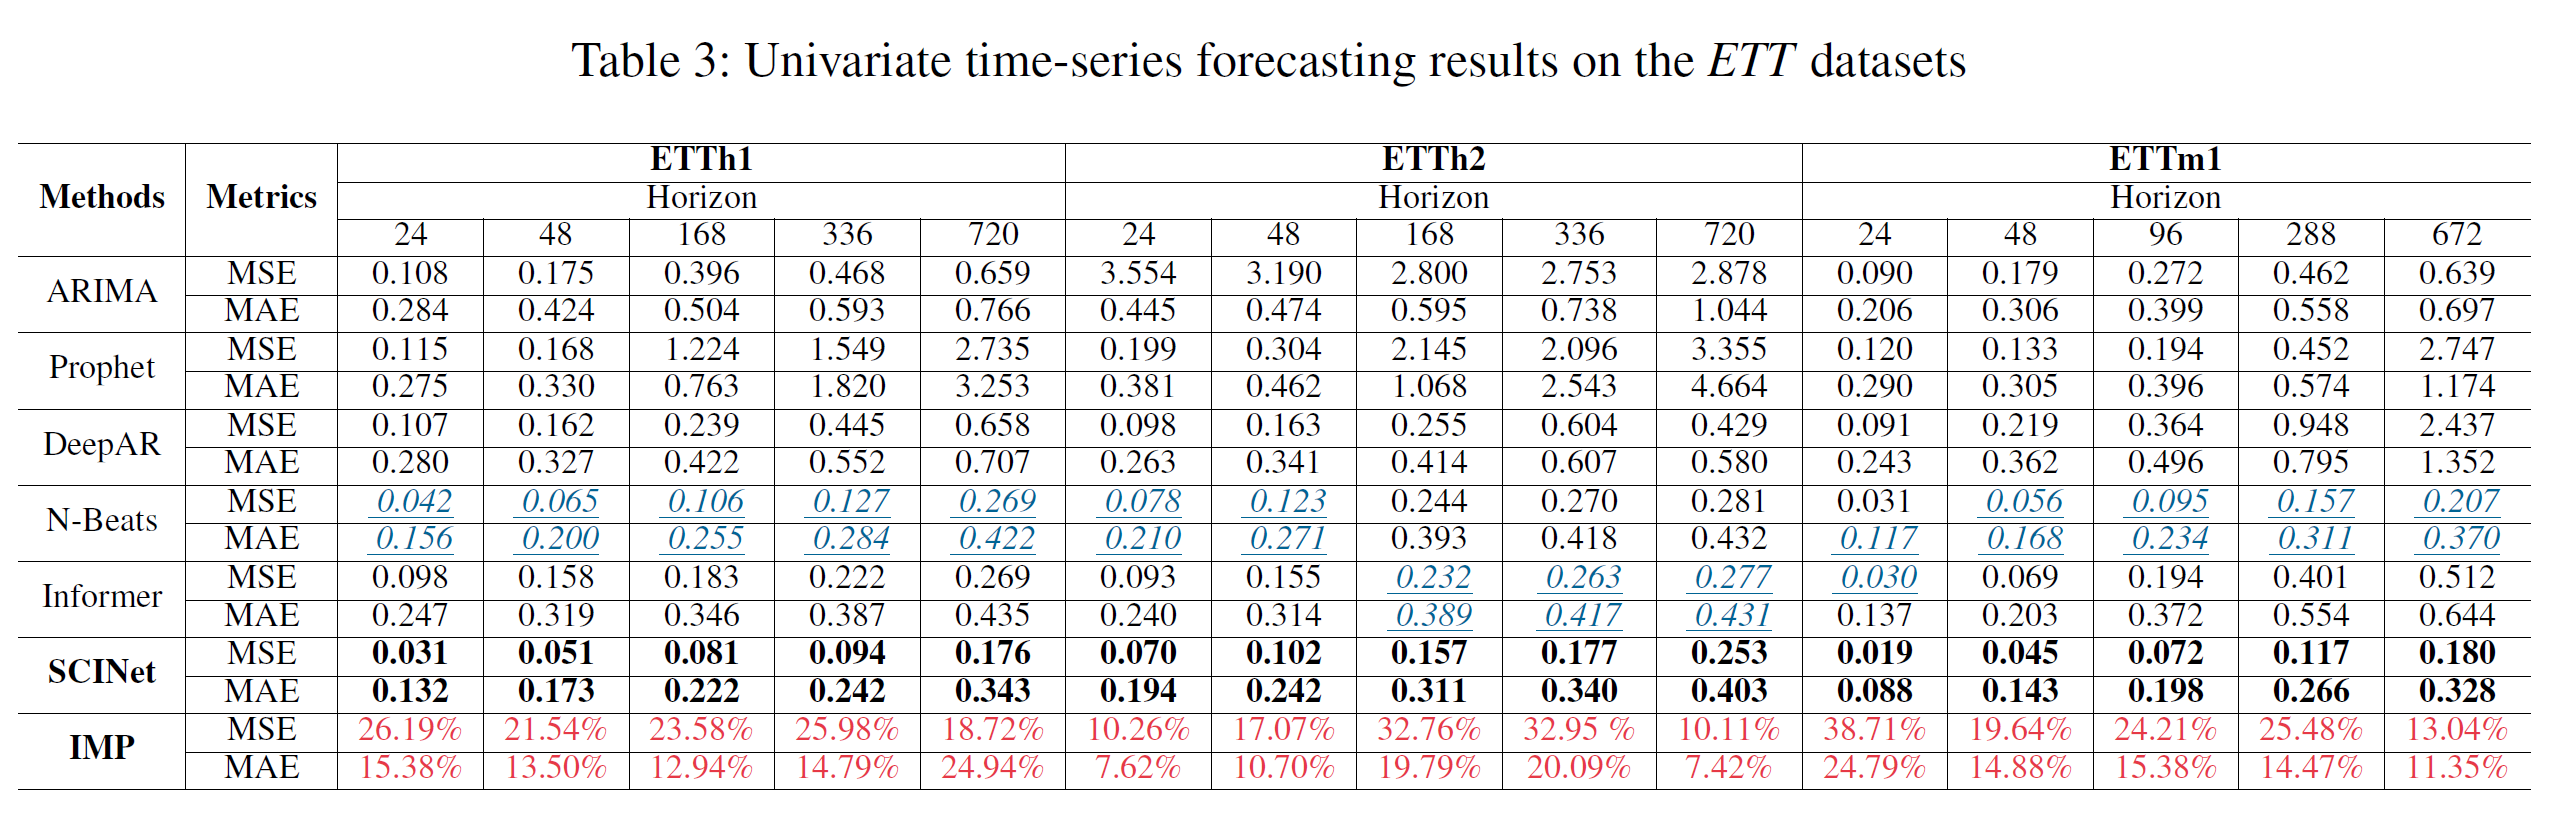 Table 3: Univariate time-series forecasting results on the ETT datasets
Methods Metrics ETTh1 ETTh2 ETTm1
Horizon Horizon Horizon
24 48 168 336 720 24 48 168 336 720 24 48 96 288 672
ARIMA MSE 0.108 0.175 0.396 0.468 0.659 3.554 3.190 2.800 2.753 2.878 0.090 0.179 0.272 0.462 0.639
MAE 0.284 0.424 0.504 0.593 0.766 0.445 0.474 0.595 0.738 1.044 0.206 0.306 0.399 0.558 0.697
Prophet MSE 0.115 0.168 1.224 1.549 2.735 0.199 0.304 2.145 2.096 3.355 0.120 0.133 0.194 0.452 2.747
MAE 0.275 0.330 0.763 1.820 3.253 0.381 0.462 1.068 2.543 4.664 0.290 0.305 0.396 0.574 1.174
DeepAR MSE 0.107 0.162 0.239 0.445 0.658 0.098 0.163 0.255 0.604 0.429 0.091 0.219 0.364 0.948 2.437
MAE 0.280 0.327 0.422 0.552 0.707 0.263 0.341 0.414 0.607 0.580 0.243 0.362 0.496 0.795 1.352
N-Beats MSE 0.042 0.065 0.106 0.127 0.269 0.078 0.123 0.244 0.270 0.281 0.031 0.056 0.095 0.157 0.207
MAE 0.156 0.200 0.255 0.284 0.422 0.210 0.271 0.393 0.418 0.432 0.117 0.168 0.234 0.311 0.370
Informer MSE 0.098 0.158 0.183 0.222 0.269 0.093 0.155 0.232 0.263 0.277 0.030 0.069 0.194 0.401 0.512
MAE 0.247 0.319 0.346 0.387 0.435 0.240 0.314 0.389 0.417 0.431 0.137 0.203 0.372 0.554 0.644
SCINet MSE 0.031 0.051 0.081 0.094 0.176 0.070 0.102 0.157 0.177 0.253 0.019 0.045 0.072 0.117 0.180
MAE 0.132 0.173 0.222 0.242 0.343 0.194 0.242 0.311 0.340 0.403 0.088 0.143 0.198 0.266 0.328
IMP MSE 26.19% 21.54% 23.58% 25.98% 18.72% 10.26% 17.07% 32.76% 32.95 % 10.11% 38.71% 19.64% 24.21% 25.48% 13.04%
MAE 15.38% 13.50% 12.94% 14.79% 24.94% 7.62% 10.70% 19.79% 20.09% 7.42% 24.79% 14.88% 15.38% 14.47% 11.35%